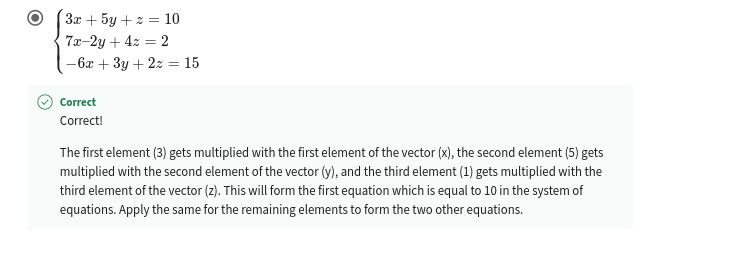 3x + 5y + z = 10
7x–2y + 4z = 2
−6x + 3y + 2z = 15
Correct
Correct!
The first element (3) gets multiplied with the first element of the vector (x), the second element (5) gets
multiplied with the second element of the vector (y), and the third element (1) gets multiplied with the
third element of the vector (z). This will form the first equation which is equal to 10 in the system of
equations. Apply the same for the remaining elements to form the two other equations.